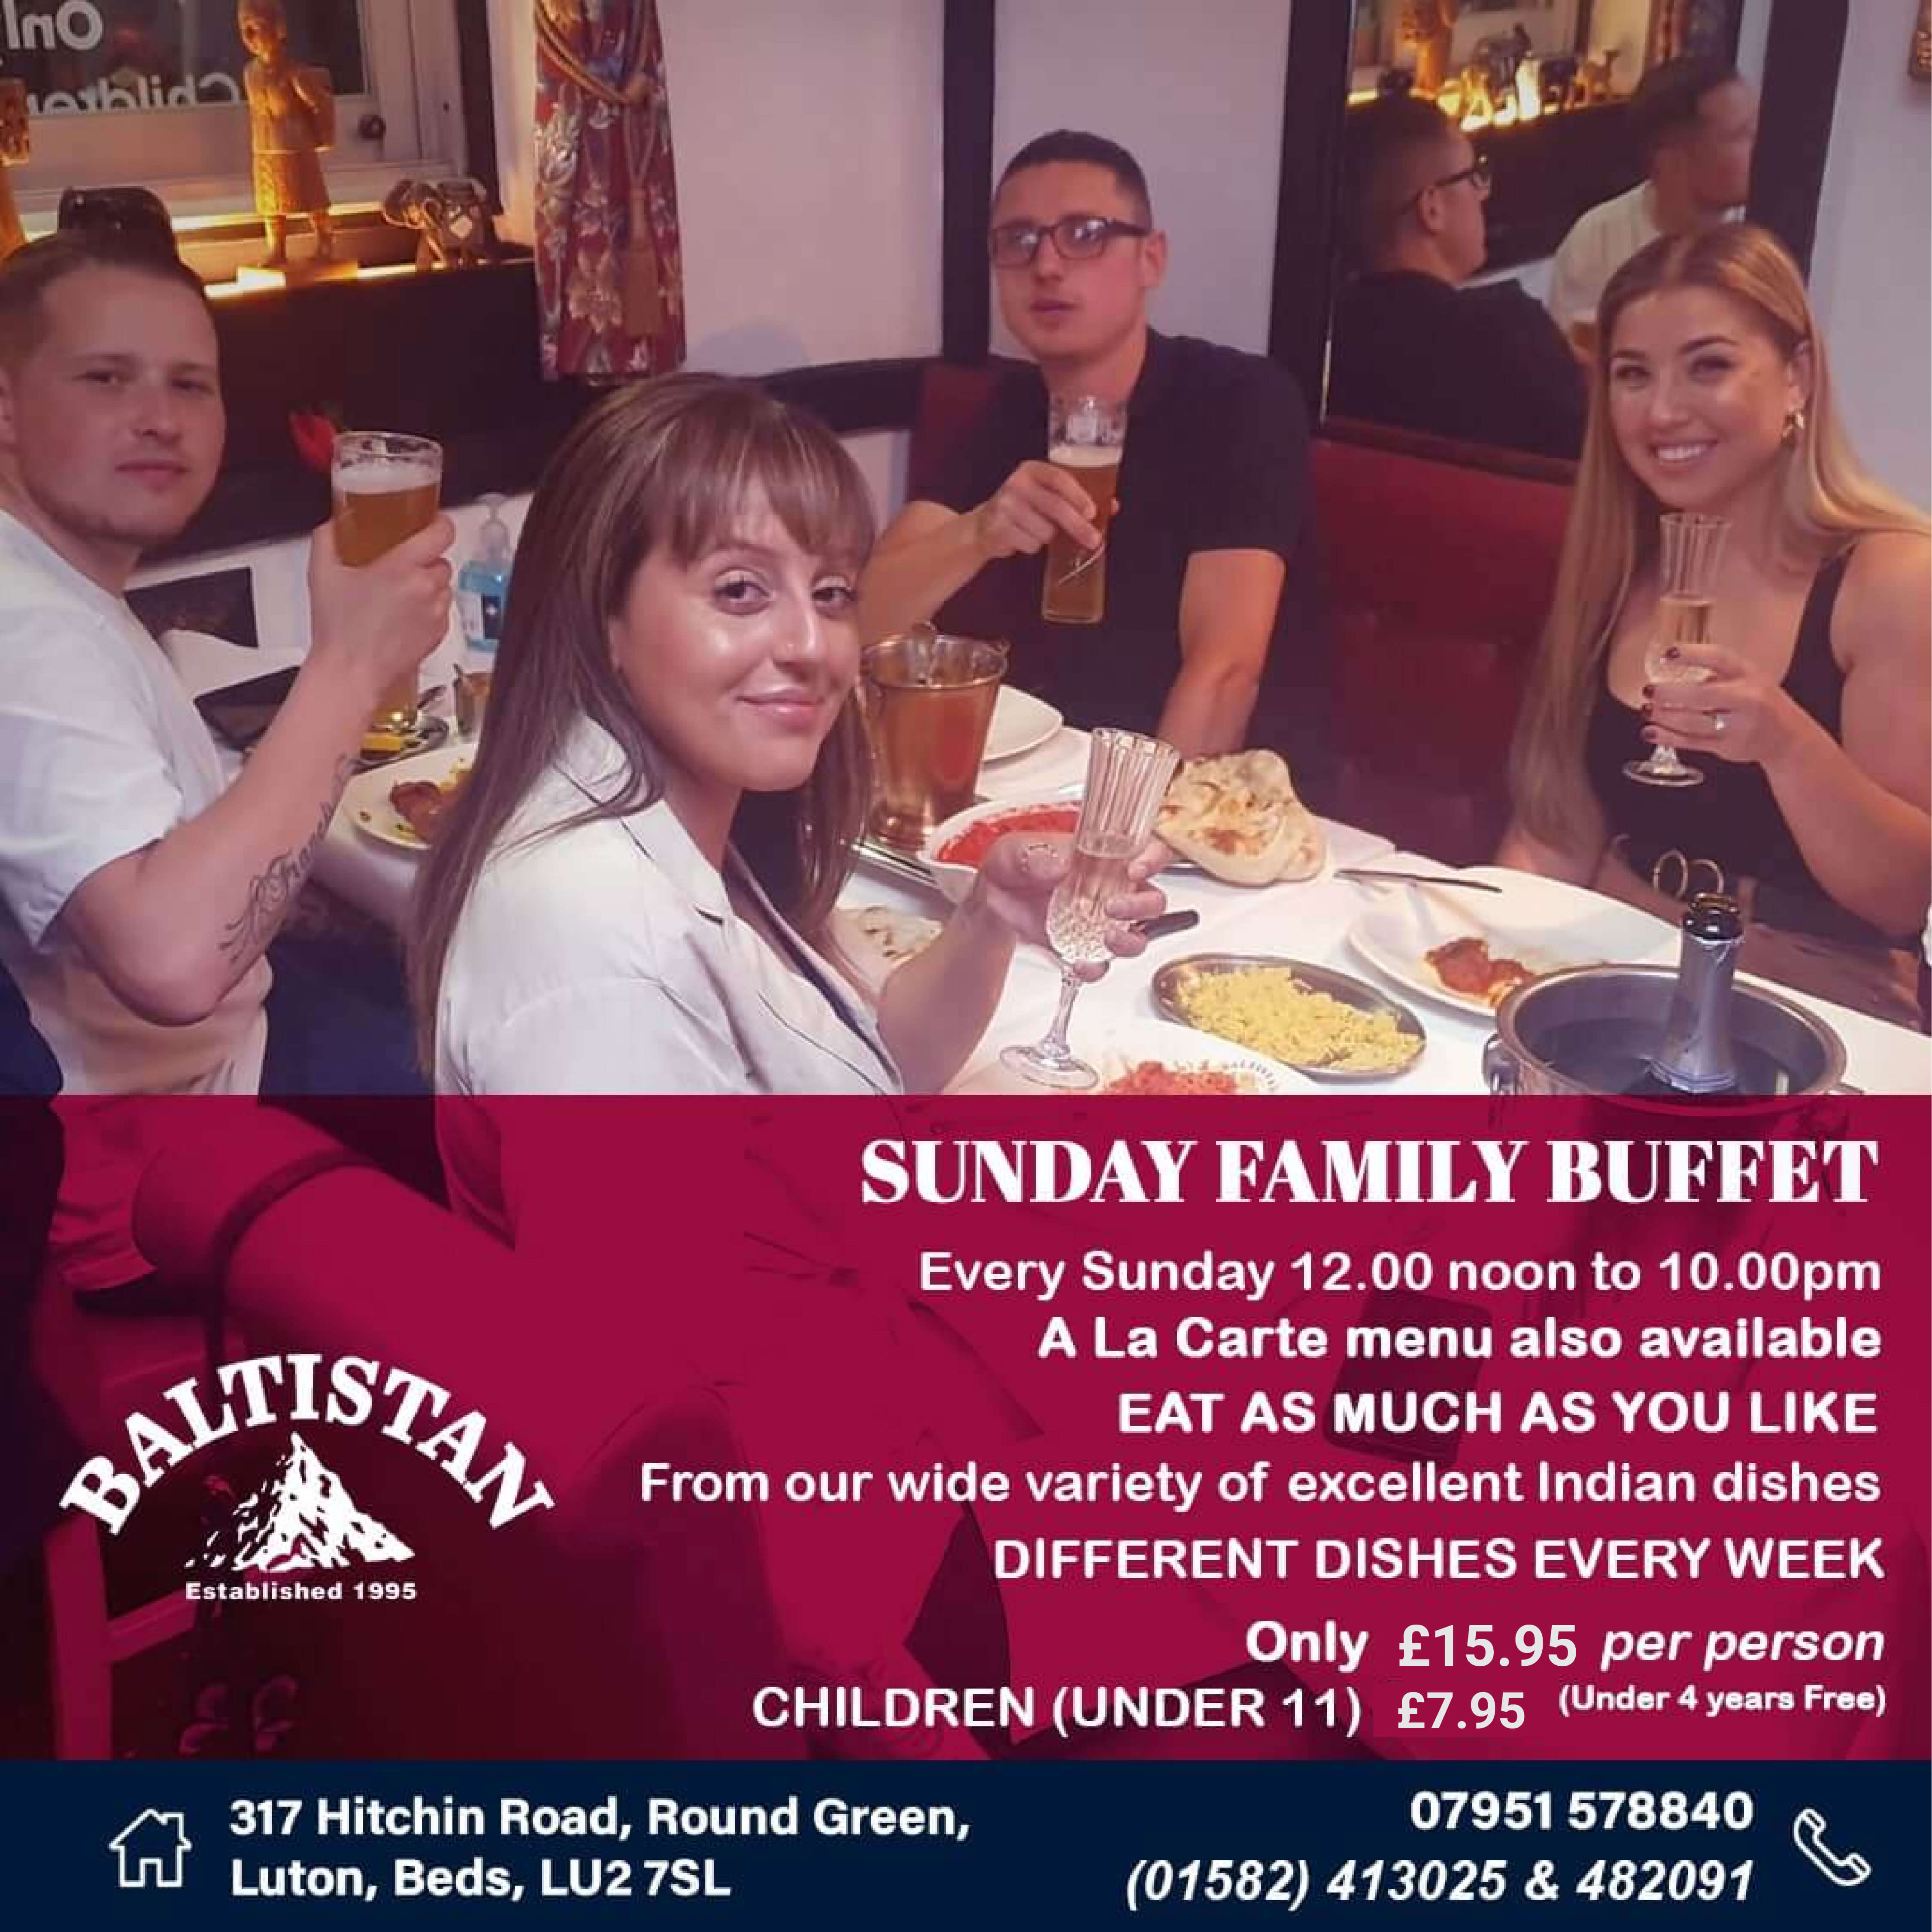 InO
Children
SUNDAY FAMILY BUFFET
Every Sunday 12.00 noon to 10.00pm
A La Carte menu also available
EAT AS MUCH AS YOU LIKE
From our wide variety of excellent Indian dishes
DIFFERENT DISHES EVERY WEEK
Only £15.95 per person
CHILDREN (UNDER 11) £7.95 (Under 4 years Free)
BALTISTAN
Established 1995
317 Hitchin Road, Round Green,
Luton, Beds, LU2 7SL
07951 578840
(01582) 413025 & 482091